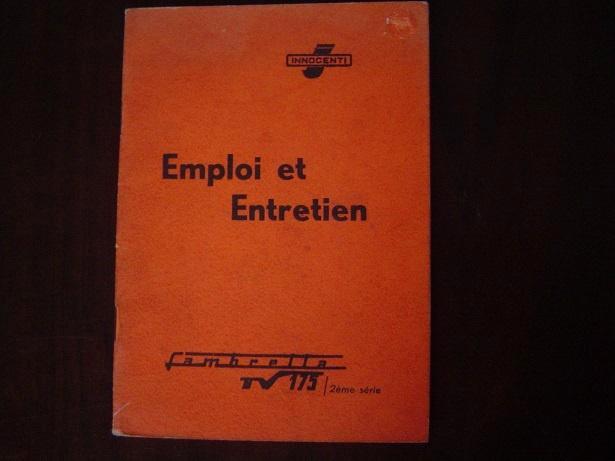 INNOCENTI
Emploi et
Entretien
Lambretta
TV 175 / 2ème série